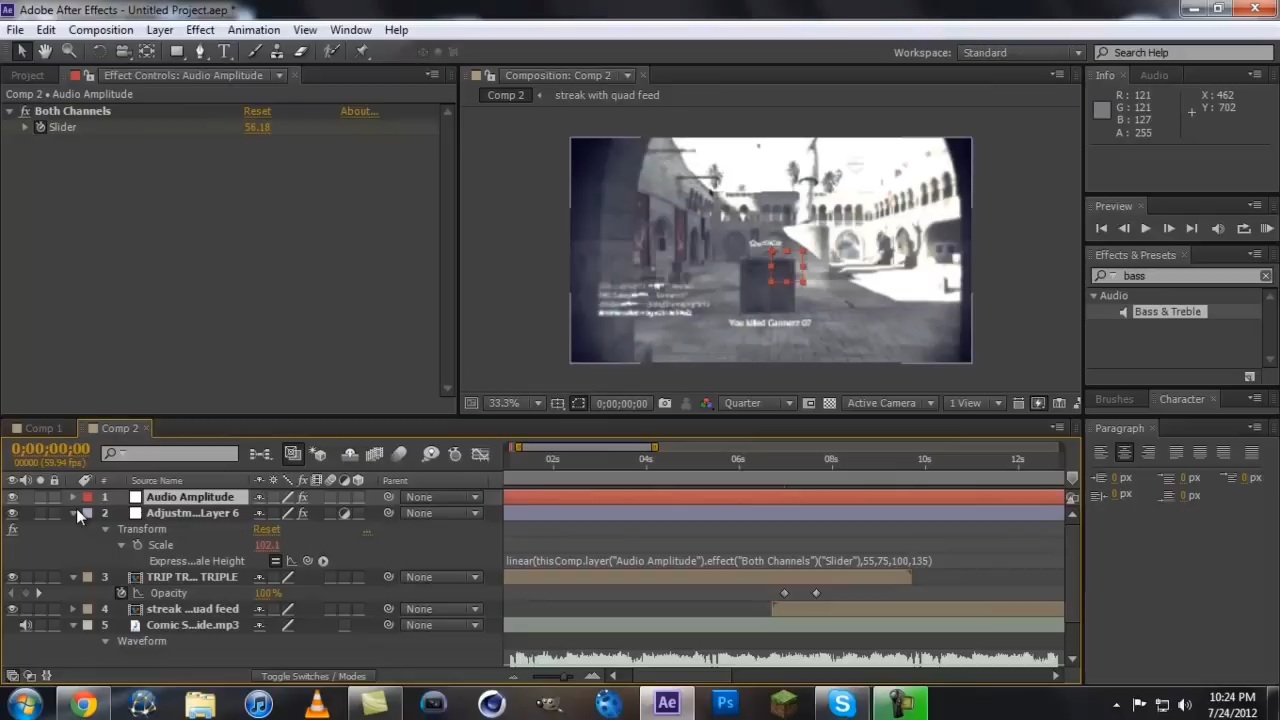 Adobe After Effects - Untitled Project.aep *
File Edit Composition Layer Effect Animation View Window Help
Workspace: Standard Search Help
Project Effect Controls: Audio Amplitude
Composition: Comp 2
Info Audio
Comp 2 • Audio Amplitude
Comp 2 streak with quad feed
R: 121 X: 462
G: 121 Y: 702
B: 127
A: 255
fx Both Channels Reset About...
Slider 56.18
Preview
Effects & Presets
bass
Audio
Bass & Treble
You killed Gannerz 07
33.3% 0;00;00;00 Quarter Active Camera 1 View
Brushes Character
Comp 1 Comp 2
Paragraph
0;00;00;00
00000 (59.94 fps)
02s 04s 06s 08s 10s 12s
# Source Name Parent
1 Audio Amplitude fx None
2 Adjustm...Layer 6 fx None
fx Transform Reset ...
Scale 102.1
Express...ale Height linear(thisComp.layer("Audio Amplitude").effect("Both Channels")("Slider"),55,75,100,135)
3 TRIP TR... TRIPLE None
Opacity 100%
4 streak ...uad feed None
5 Comic S...ide.mp3 None
Waveform
Toggle Switches / Modes
0 px 0 px
0 px 0 px
0 px
Ae Ps
10:24 PM
7/24/2012